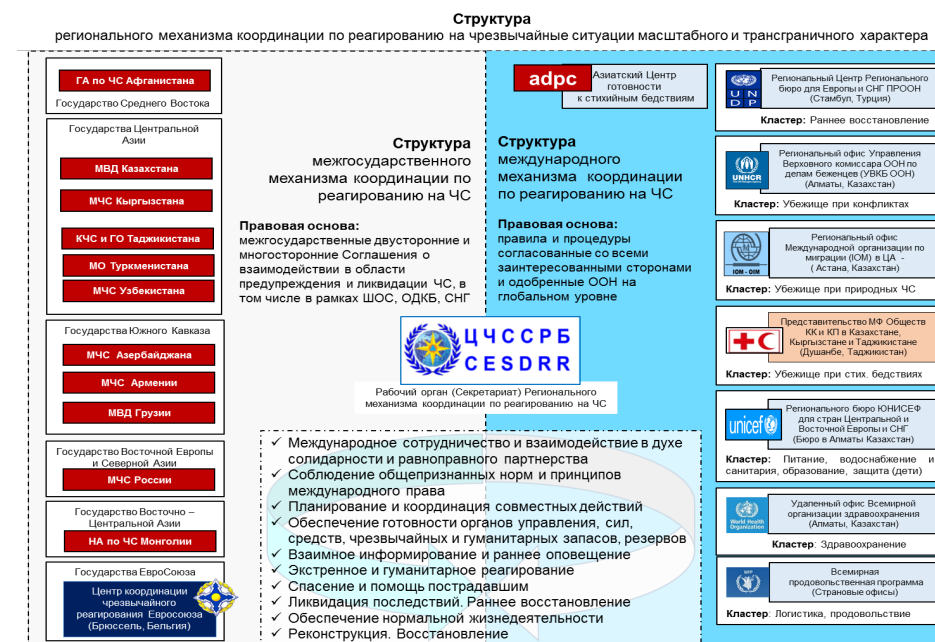 Структура
регионального механизма координации по реагированию на чрезвычайные ситуации масштабного и трансграничного характера
ГА по ЧС Афганистана
Государство Среднего Востока
Государства Центральной
Азии
МВД Казахстана
МЧС Кыргызстана
КЧС и ГО Таджикистана
МО Туркменистана
МЧС Узбекистана
Государства Южного Кавказа
МЧС Азербайджана
МЧС Армении
МВД Грузии
Государство Восточной Европы
и Северной Азии
МЧС России
Государство Восточно –
Центральной Азии
НА по ЧС Монголии
Государства ЕвроСоюза
Центр координации
чрезвычайного
реагирования Евросоюза
(Брюссель, Бельгия)
Структура
межгосударственного
механизма координации по
реагированию на ЧС
Правовая основа:
межгосударственные двусторонние и
многосторонние Соглашения о
взаимодействии в области
предупреждения и ликвидации ЧС, в
том числе в рамках ШОС, ОДКБ, СНГ
adpc
Азиатский Центр
готовности
к стихийным бедствиям
Структура
международного
механизма координации
по реагированию на ЧС
Правовая основа:
правила и процедуры
согласованные со всеми
заинтересованными сторонами
и одобренные ООН на
глобальном уровне
ЦЧССРБ
CESDRR
Рабочий орган (Секретариат) Регионального
механизма координации по реагированию на ЧС
✓ Международное сотрудничество и взаимодействие в духе
солидарности и равноправного партнерства
✓ Соблюдение общепризнанных норм и принципов
международного права
✓ Планирование и координация совместных действий
✓ Обеспечение готовности органов управления, сил,
средств, чрезвычайных и гуманитарных запасов, резервов
✓ Взаимное информирование и раннее оповещение
✓ Экстренное и гуманитарное реагирование
✓ Спасение и помощь пострадавшим
✓ Ликвидация последствий. Раннее восстановление
✓ Обеспечение нормальной жизнедеятельности
✓ Реконструкция. Восстановление
U N
D P
Региональный Центр Регионального
бюро для Европы и СНГ ПРООН
(Стамбул, Турция)
Кластер: Раннее восстановление
UNHCR
Региональный офис Управления
Верховного комиссара ООН по
делам беженцев (УВКБ ООН)
(Алматы, Казахстан)
Кластер: Убежище при конфликтах
IOM - OIM
Региональный офис
Международной организации по
миграции (IOM) в ЦА -
( Астана, Казахстан)
Кластер: Убежище при природных ЧС
Представительство МФ Обществ
КК и КП в Казахстане,
Кыргызстане и Таджикистане
(Душанбе, Таджикистан)
Кластер: Убежище при стих. бедствиях
unicef
Регионального бюро ЮНИСЕФ
для стран Центральной и
Восточной Европы и СНГ
(Бюро в Алматы Казахстан)
Кластер: Питание, водоснабжение и
санитария, образование, защита (дети)
World Health
Organization
Удаленный офис Всемирной
организации здравоохранения
(Алматы, Казахстан)
Кластер: Здравоохранение
WFP
Всемирная
продовольственная программа
(Страновые офисы)
Кластер: Логистика, продовольствие